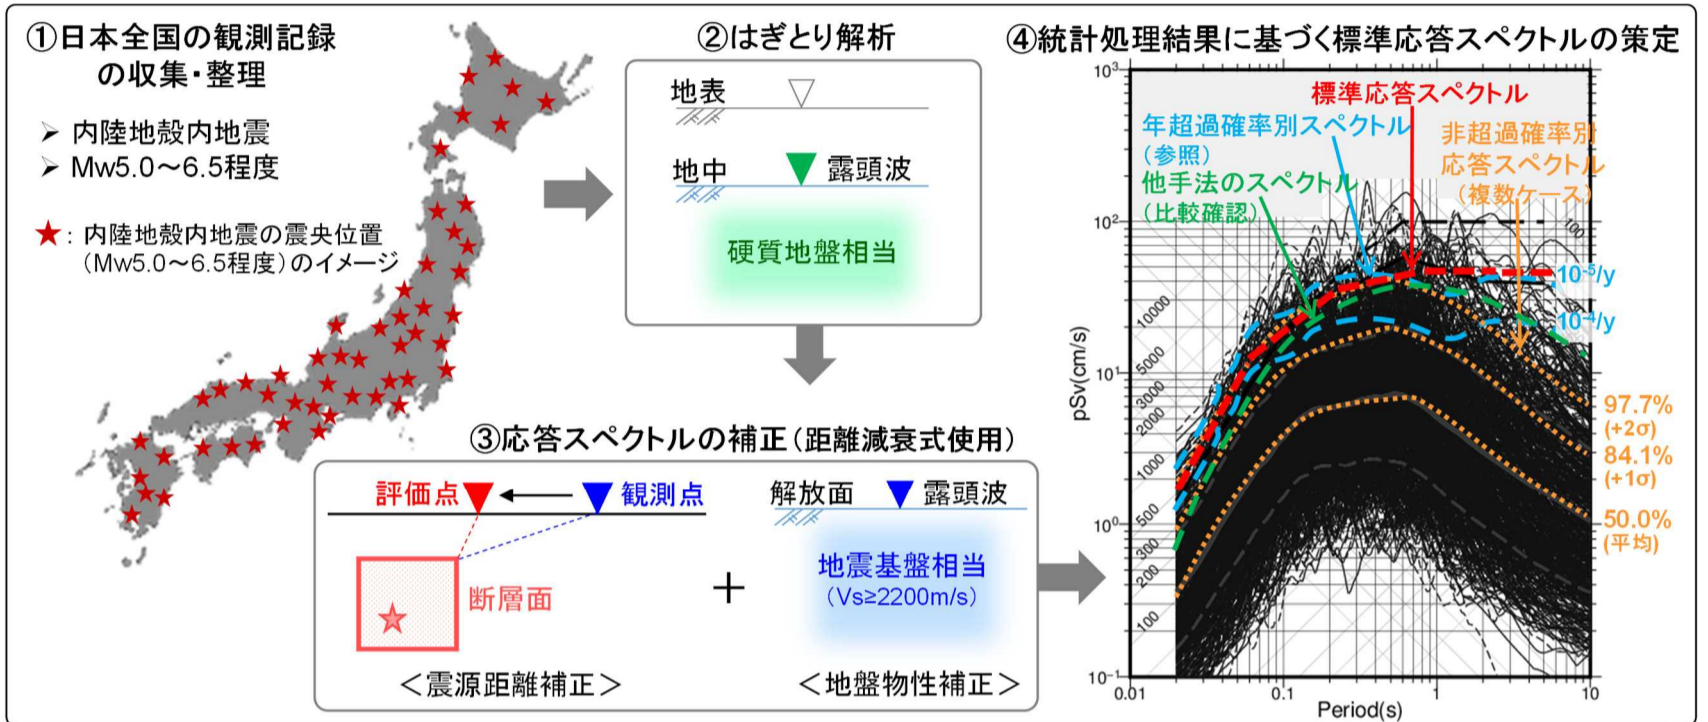 ①日本全国の観測記録
の収集・整理
➢ 内陸地殻内地震
➢ Mw5.0～6.5程度
★：内陸地殻内地震の震央位置
（Mw5.0～6.5程度）のイメージ
②はぎとり解析
地表
地中
露頭波
硬質地盤相当
③応答スペクトルの補正（距離減衰式使用）
評価点
観測点
断層面
＜震源距離補正＞
＋
解放面
露頭波
地震基盤相当
（Vs≥2200m/s）
＜地盤物性補正＞
④統計処理結果に基づく標準応答スペクトルの策定
標準応答スペクトル
年超過確率別スペクトル
（参照）
他手法のスペクトル
（比較確認）
非超過確率別
応答スペクトル
（複数ケース）
10⁻⁵/y
10⁻⁴/y
97.7%
(+2σ)
84.1%
(+1σ)
50.0%
(平均)
pSv(cm/s)
10³
10²
10¹
10⁰
10⁻¹
100
10000
5000
3000
2000
1000
500
300
200
100
0.01
0.1
1
10
Period(s)